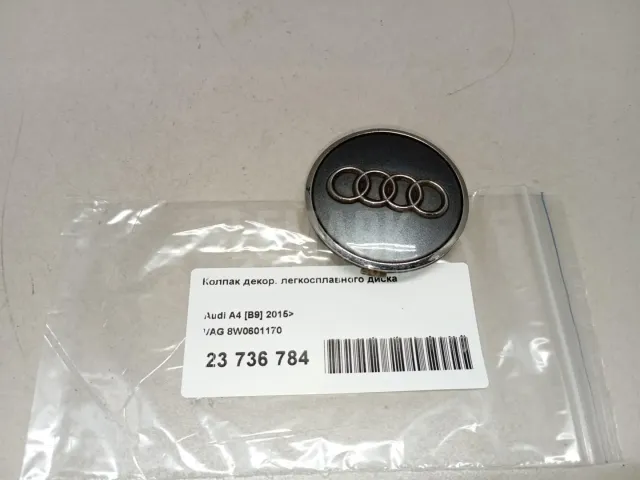 Колпак декор. легкосплавного диска
Audi A4 [B9] 2015>
VAG 8W0601170
23 736 784